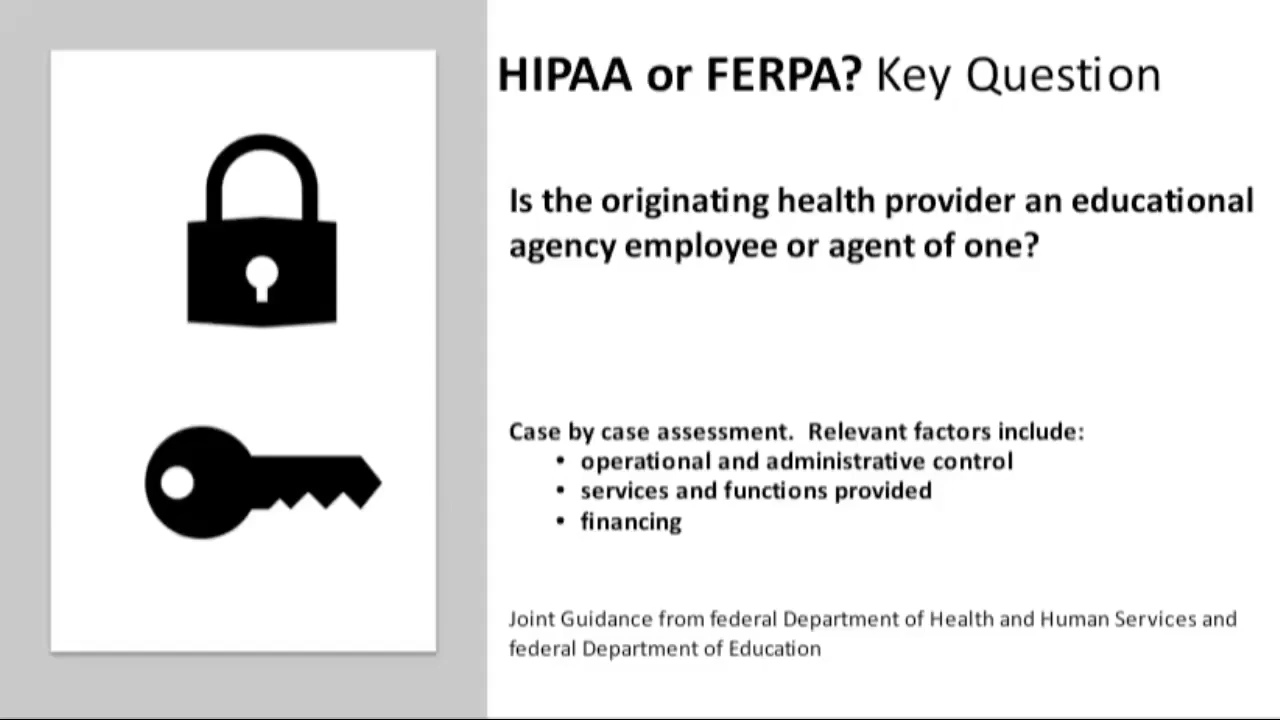 HIPAA or FERPA? Key Question
Is the originating health provider an educational
agency employee or agent of one?
Case by case assessment.  Relevant factors include:
• operational and administrative control
• services and functions provided
• financing
Joint Guidance from federal Department of Health and Human Services and
federal Department of Education